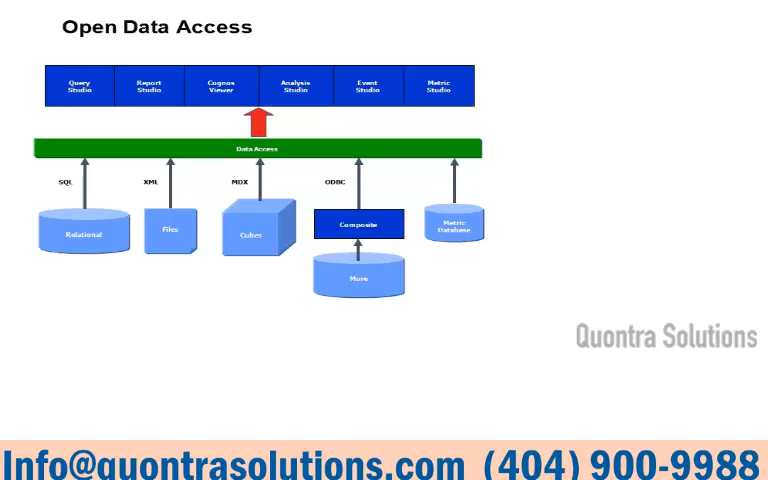 Open Data Access
Query Studio
Report Studio
Cognos Viewer
Analysis Studio
Event Studio
Metric Studio
Data Access
SQL
XML
MDX
ODBC
Relational
Files
Cubes
Composite
Metric Database
More
Quontra Solutions
Info@quontrasolutions.com (404) 900-9988